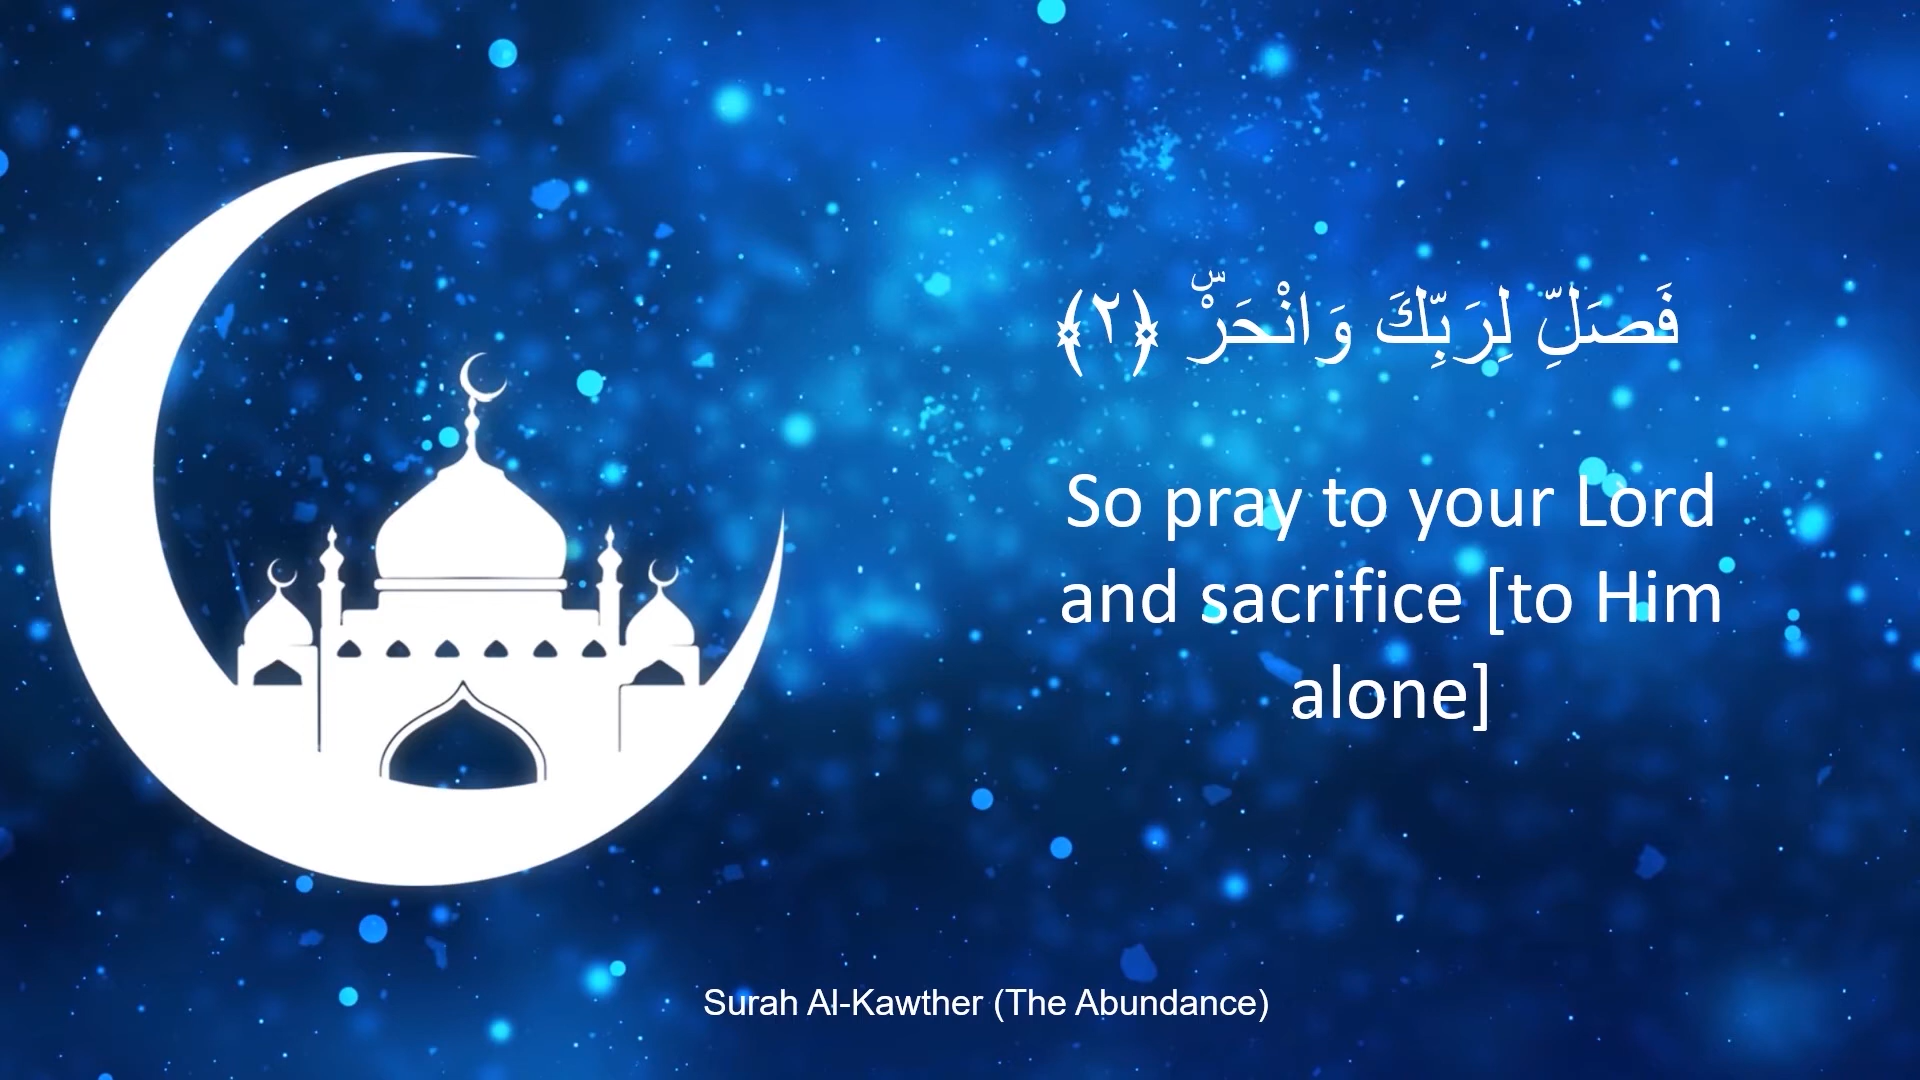 فَصَلِّ لِرَبِّكَ وَانْحَرْۜ ﴿٢﴾
So pray to your Lord
and sacrifice [to Him
alone]
Surah Al-Kawther (The Abundance)